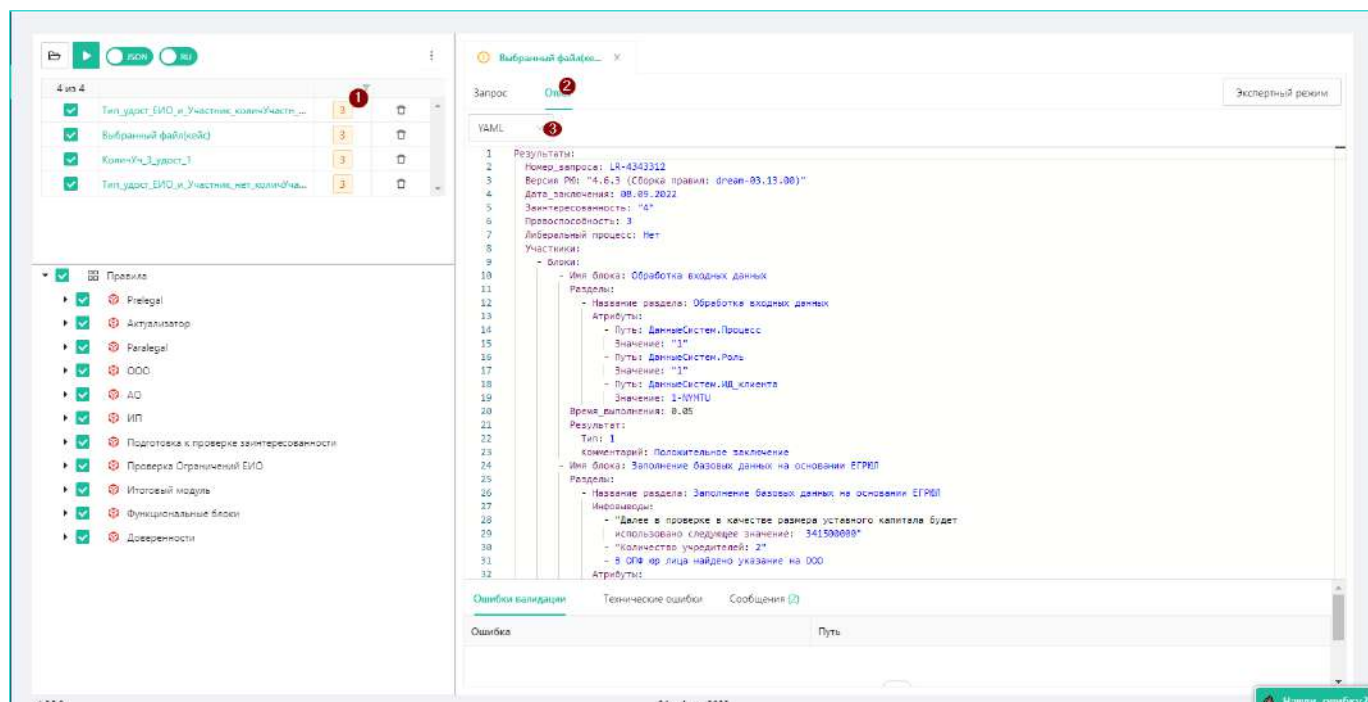 JSON RU
4 из 4
1
Тип_удост_ЕИО_и_Участник_количУчастн_... 3
Выбранный файл(кейс) 3
КоличУч_3_удост_1 3
Тип_удост_ЕИО_и_Участник_нет_количУча... 3
Правила
Prelegal
Актуализатор
Paralegal
ООО
АО
ИП
Подготовка к проверке заинтересованности
Проверка Ограничений ЕИО
Итоговый модуль
Функциональные блоки
Доверенности
Выбранный файл(ке... ×
Запрос 2 Экспертный режим
YAML 3
1 Результаты:
2 Номер_запроса: LR-4343312
3 Версия РЮ: "4.6.3 (Сборка правил: dream-03.13.00)"
4 Дата_заключения: 08.09.2022
5 Заинтересованность: "4"
6 Правоспособность: 3
7 Либеральный процесс: Нет
8 Участники:
9 - Блоки:
10 - Имя блока: Обработка входных данных
11 Разделы:
12 - Название раздела: Обработка входных данных
13 Атрибуты:
14 - Путь: ДанныеСистем.Процесс
15 Значение: "1"
16 - Путь: ДанныеСистем.Роль
17 Значение: "1"
18 - Путь: ДанныеСистем.ИД_клиента
19 Значение: 1-NYMTU
20 Время_выполнения: 0.05
21 Результат:
22 Тип: 1
23 Комментарий: Положительное заключение
24 - Имя блока: Заполнение базовых данных на основании ЕГРЮЛ
25 Разделы:
26 - Название раздела: Заполнение базовых данных на основании ЕГРЮЛ
27 Инфовыводы:
28 - "Далее в проверке в качестве размера уставного капитала будет
29 использовано следующее значение: 341500000"
30 - "Количество учредителей: 2"
31 - В ОПФ юр лица найдено указание на ООО
32 Атрибуты:
Ошибки валидации Технические ошибки Сообщения (2)
Ошибка Путь